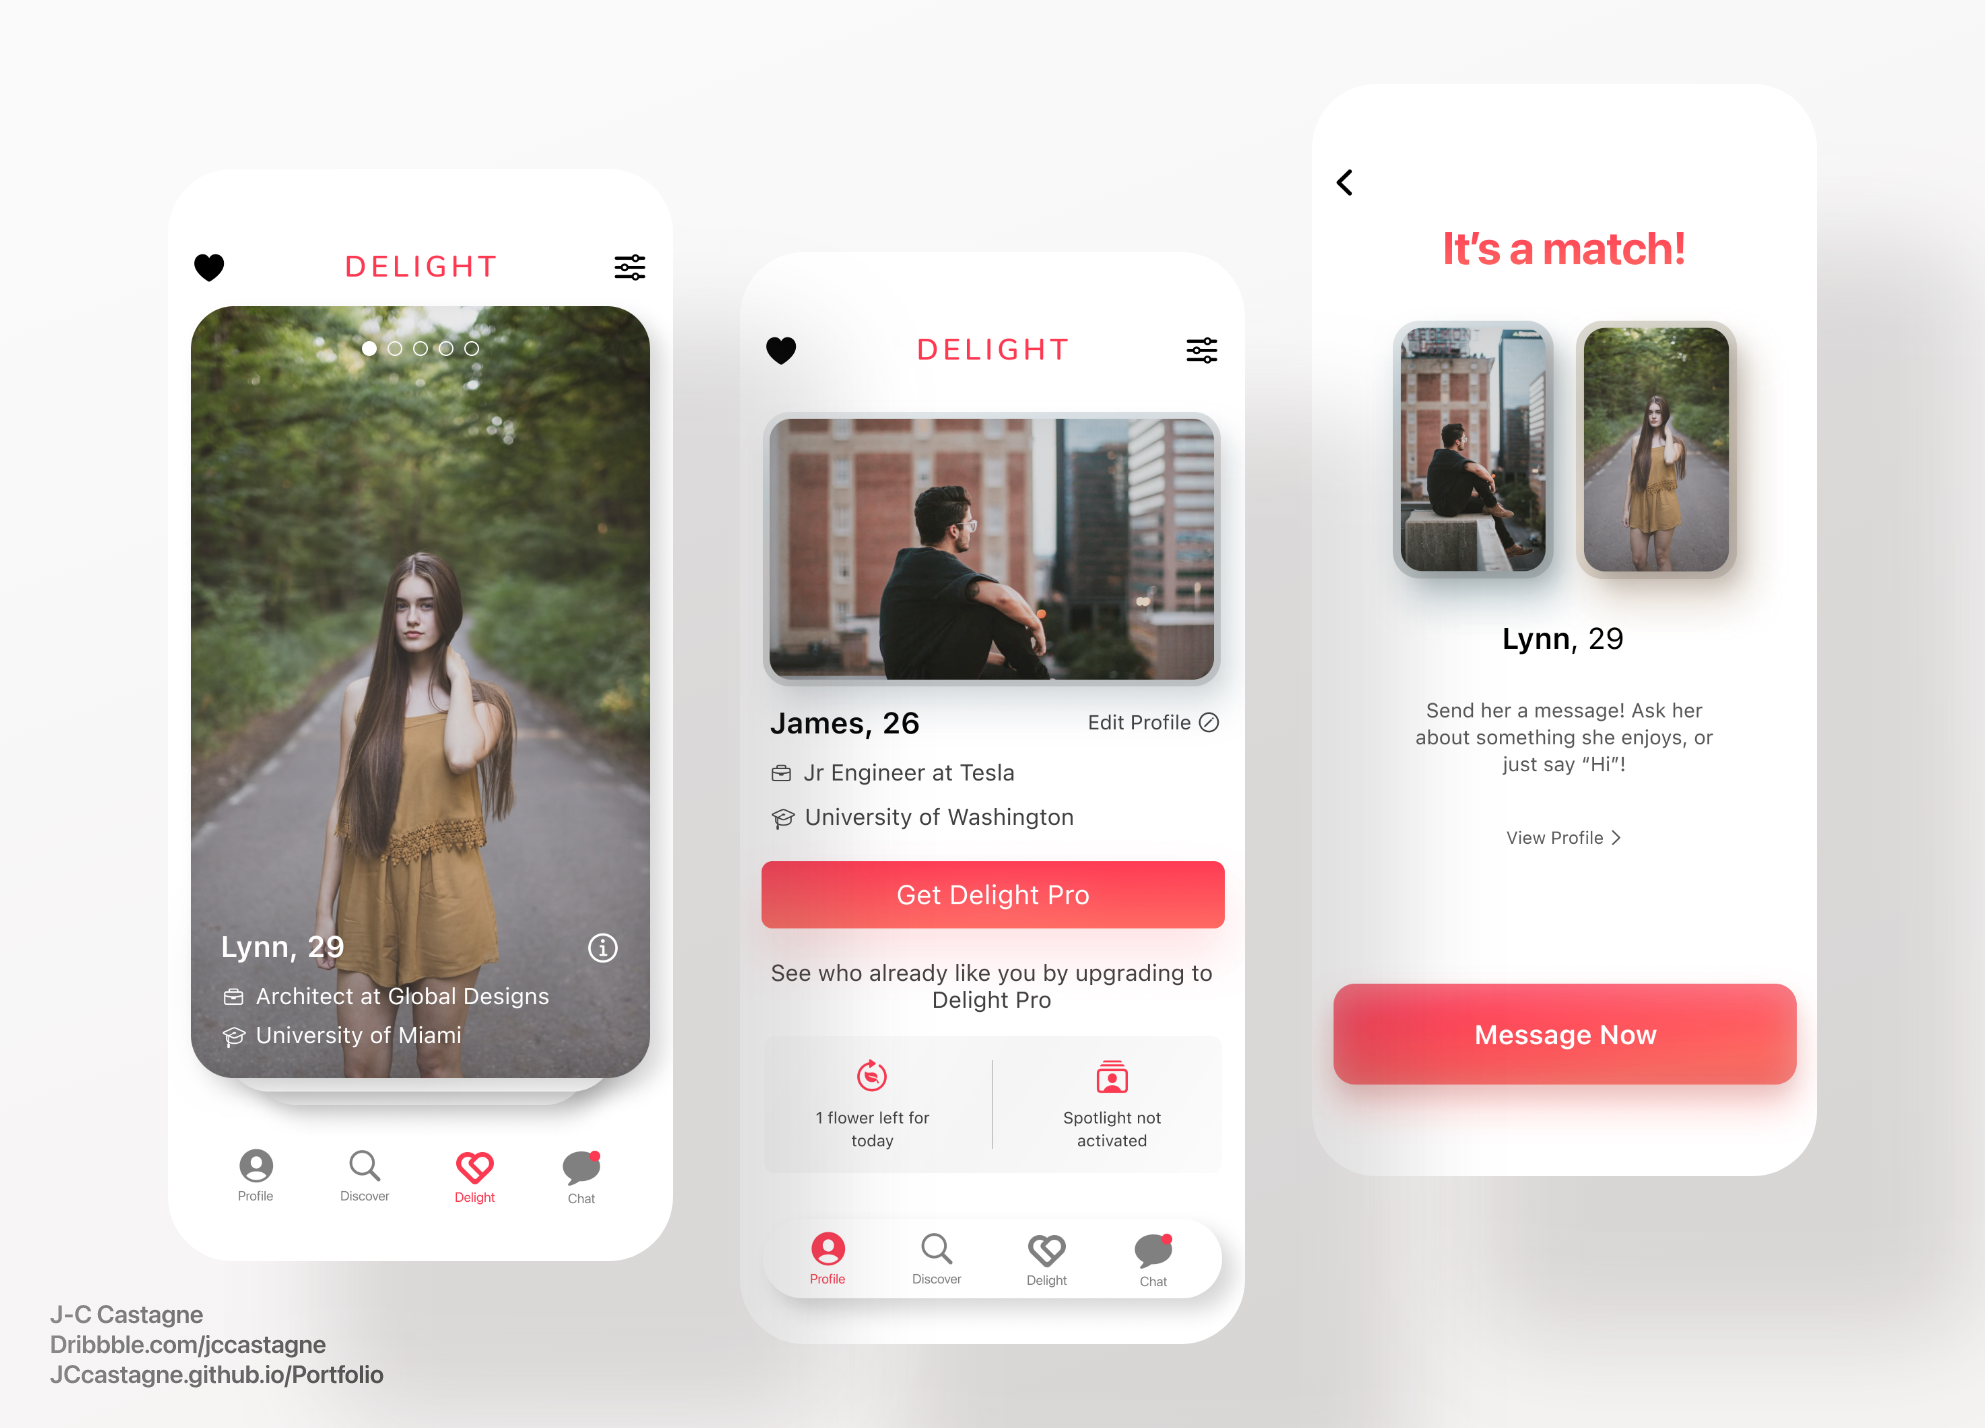 DELIGHT
Lynn, 29
Architect at Global Designs
University of Miami
Profile
Discover
Delight
Chat
DELIGHT
James, 26
Edit Profile
Jr Engineer at Tesla
University of Washington
Get Delight Pro
See who already like you by upgrading to
Delight Pro
1 flower left for
today
Spotlight not
activated
Profile
Discover
Delight
Chat
It’s a match!
Lynn, 29
Send her a message! Ask her
about something she enjoys, or
just say “Hi”!
View Profile
Message Now
J-C Castagne
Dribbble.com/jccastagne
JCcastagne.github.io/Portfolio